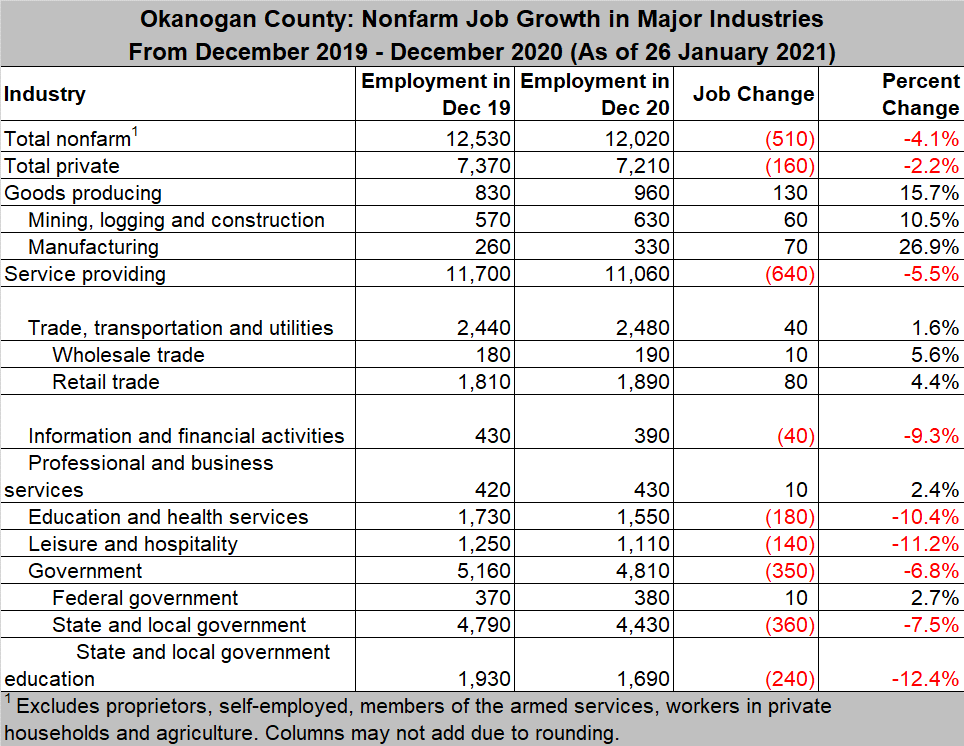 Okanogan County: Nonfarm Job Growth in Major Industries
From December 2019 - December 2020 (As of 26 January 2021)
Industry Employment in Dec 19 Employment in Dec 20 Job Change Percent Change
Total nonfarm¹ 12,530 12,020 (510) -4.1%
Total private 7,370 7,210 (160) -2.2%
Goods producing 830 960 130 15.7%
Mining, logging and construction 570 630 60 10.5%
Manufacturing 260 330 70 26.9%
Service providing 11,700 11,060 (640) -5.5%
Trade, transportation and utilities 2,440 2,480 40 1.6%
Wholesale trade 180 190 10 5.6%
Retail trade 1,810 1,890 80 4.4%
Information and financial activities 430 390 (40) -9.3%
Professional and business
services 420 430 10 2.4%
Education and health services 1,730 1,550 (180) -10.4%
Leisure and hospitality 1,250 1,110 (140) -11.2%
Government 5,160 4,810 (350) -6.8%
Federal government 370 380 10 2.7%
State and local government 4,790 4,430 (360) -7.5%
State and local government
education 1,930 1,690 (240) -12.4%
¹ Excludes proprietors, self-employed, members of the armed services, workers in private
households and agriculture. Columns may not add due to rounding.